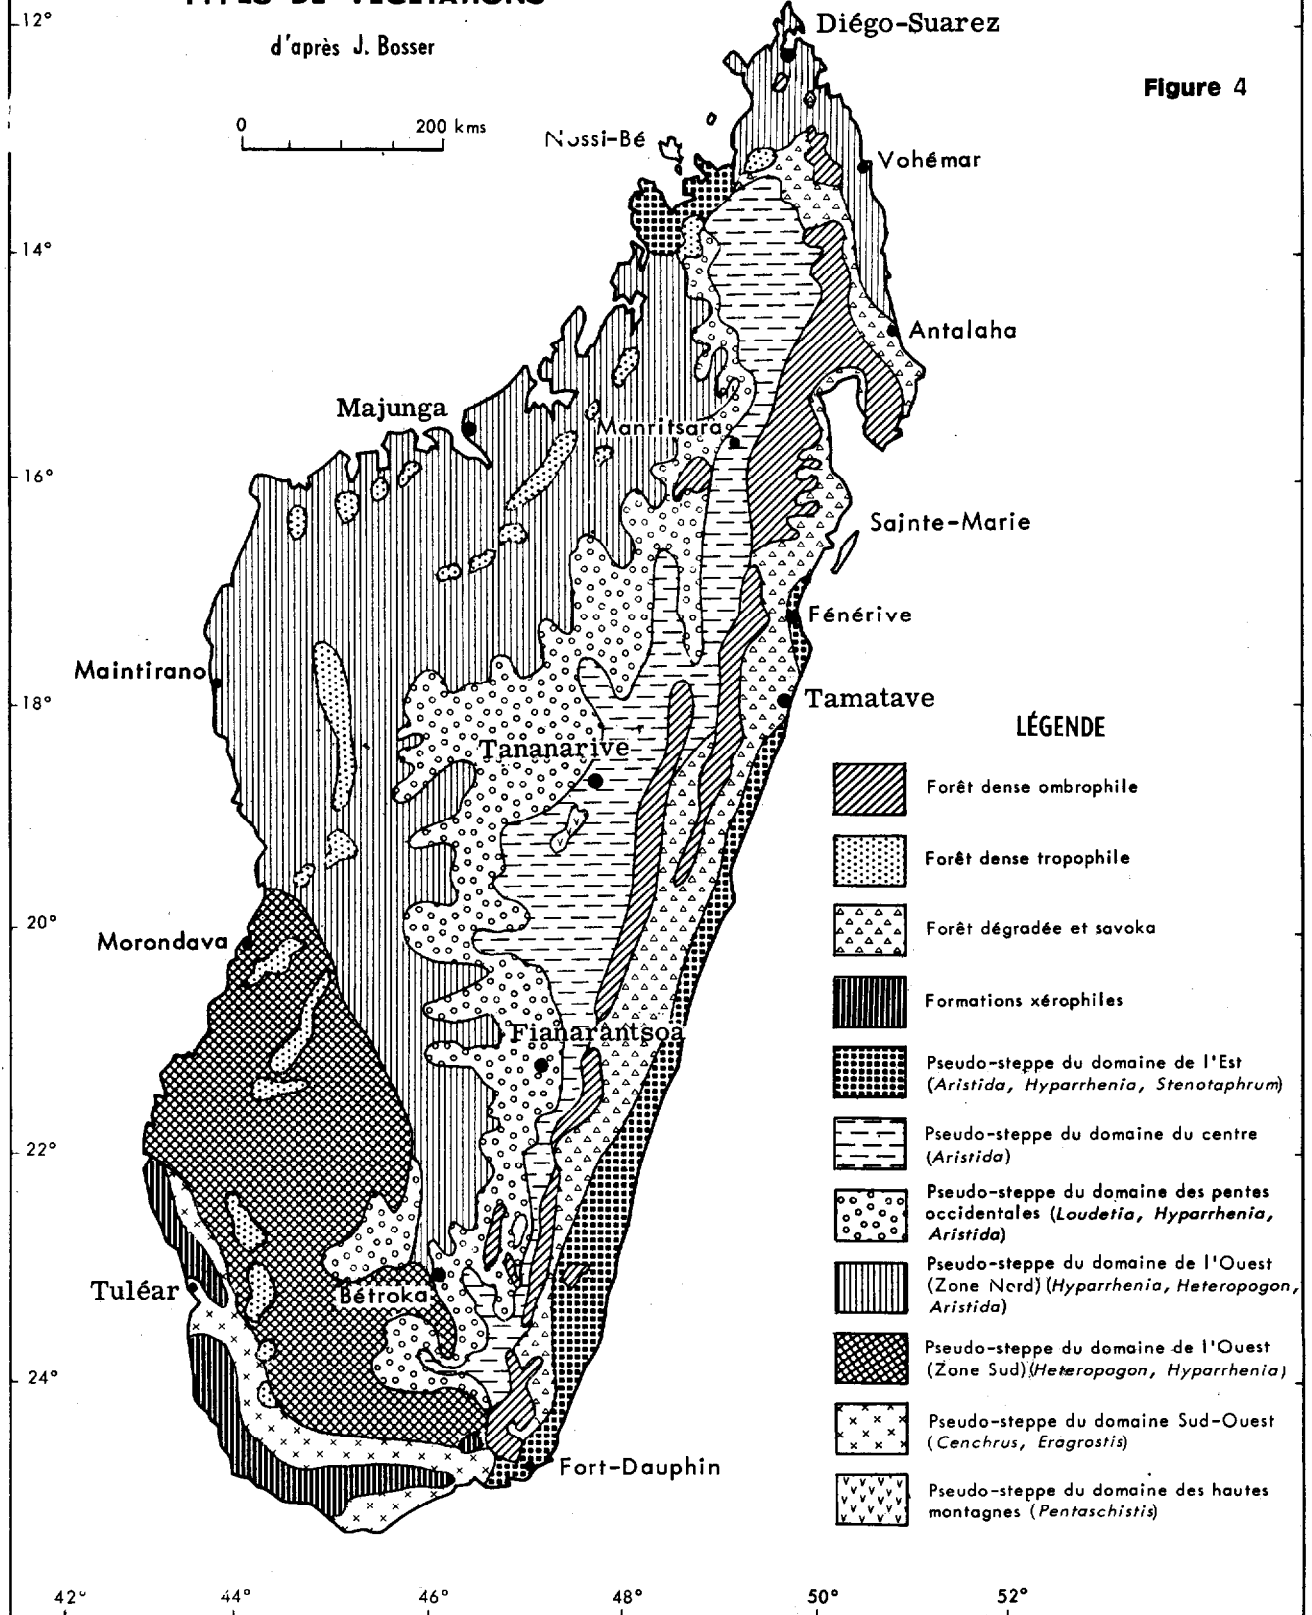 TYPES DE VÉGÉTATIONS
d'après J. Bosser
Figure 4
0 200 kms
12°
14°
16°
18°
20°
22°
24°
Diégo-Suarez
Nossi-Bé
Vohémar
Antalaha
Majunga
Manritsara
Sainte-Marie
Fénérive
Maintirano
Tamatave
Tananarive
Morondava
Fianarantsoa
Tuléar
Bétroka
Fort-Dauphin
LÉGENDE
Forêt dense ombrophile
Forêt dense tropophile
Forêt dégradée et savoka
Formations xérophiles
Pseudo-steppe du domaine de l'Est
(Aristida, Hyparrhenia, Stenotaphrum)
Pseudo-steppe du domaine du centre
(Aristida)
Pseudo-steppe du domaine des pentes
occidentales (Loudetia, Hyparrhenia,
Aristida)
Pseudo-steppe du domaine de l'Ouest
(Zone Nord) (Hyparrhenia, Heteropogon,
Aristida)
Pseudo-steppe du domaine de l'Ouest
(Zone Sud) (Heteropogon, Hyparrhenia)
Pseudo-steppe du domaine Sud-Ouest
(Cenchrus, Eragrostis)
Pseudo-steppe du domaine des hautes
montagnes (Pentaschistis)
42° 44° 46° 48° 50° 52°